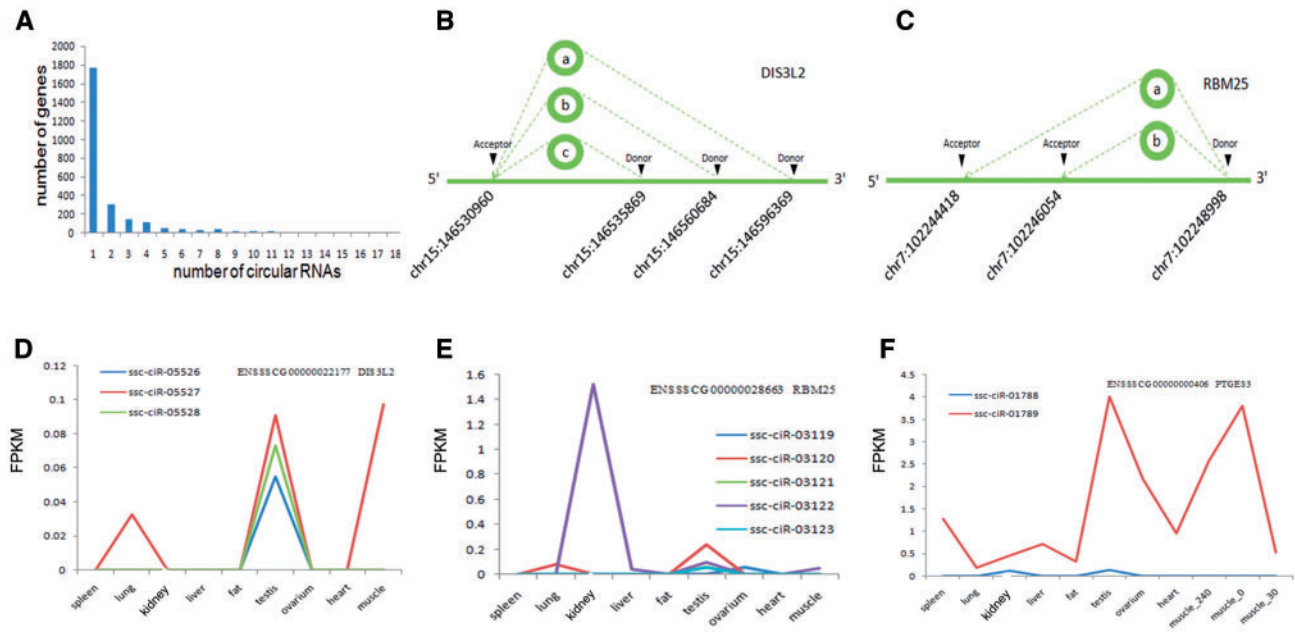 A
2000
1800
1600
1400
1200
1000
800
600
400
200
0
number of genes
1 2 3 4 5 6 7 8 9 10 11 12 13 14 15 16 17 18
number of circular RNAs
B
DIS3L2
a
b
c
Acceptor
Donor
Donor
Donor
5'
3'
chr15:146530960
chr15:146535869
chr15:146560684
chr15:146596369
C
RBM25
a
b
Acceptor
Acceptor
Donor
5'
3'
chr7:102244418
chr7:102246054
chr7:102248998
D
FPKM
0.12
0.1
0.08
0.06
0.04
0.02
0
ssc-ciR-05526
ssc-ciR-05527
ssc-ciR-05528
ENSSSCG00000022177 DIS3L2
spleen
lung
kidney
liver
fat
testis
ovarium
heart
muscle
E
FPKM
1.6
1.4
1.2
1
0.8
0.6
0.4
0.2
0
ENSSSCG00000028663 RBM25
ssc-ciR-03119
ssc-ciR-03120
ssc-ciR-03121
ssc-ciR-03122
ssc-ciR-03123
spleen
lung
kidney
liver
fat
testis
ovarium
heart
muscle
F
FPKM
4.5
4
3.5
3
2.5
2
1.5
1
0.5
0
ENSSSCG00000000406 PTGES3
ssc-ciR-01788
ssc-ciR-01789
spleen
lung
kidney
liver
fat
testis
ovarium
heart
muscle_240
muscle_0
muscle_30